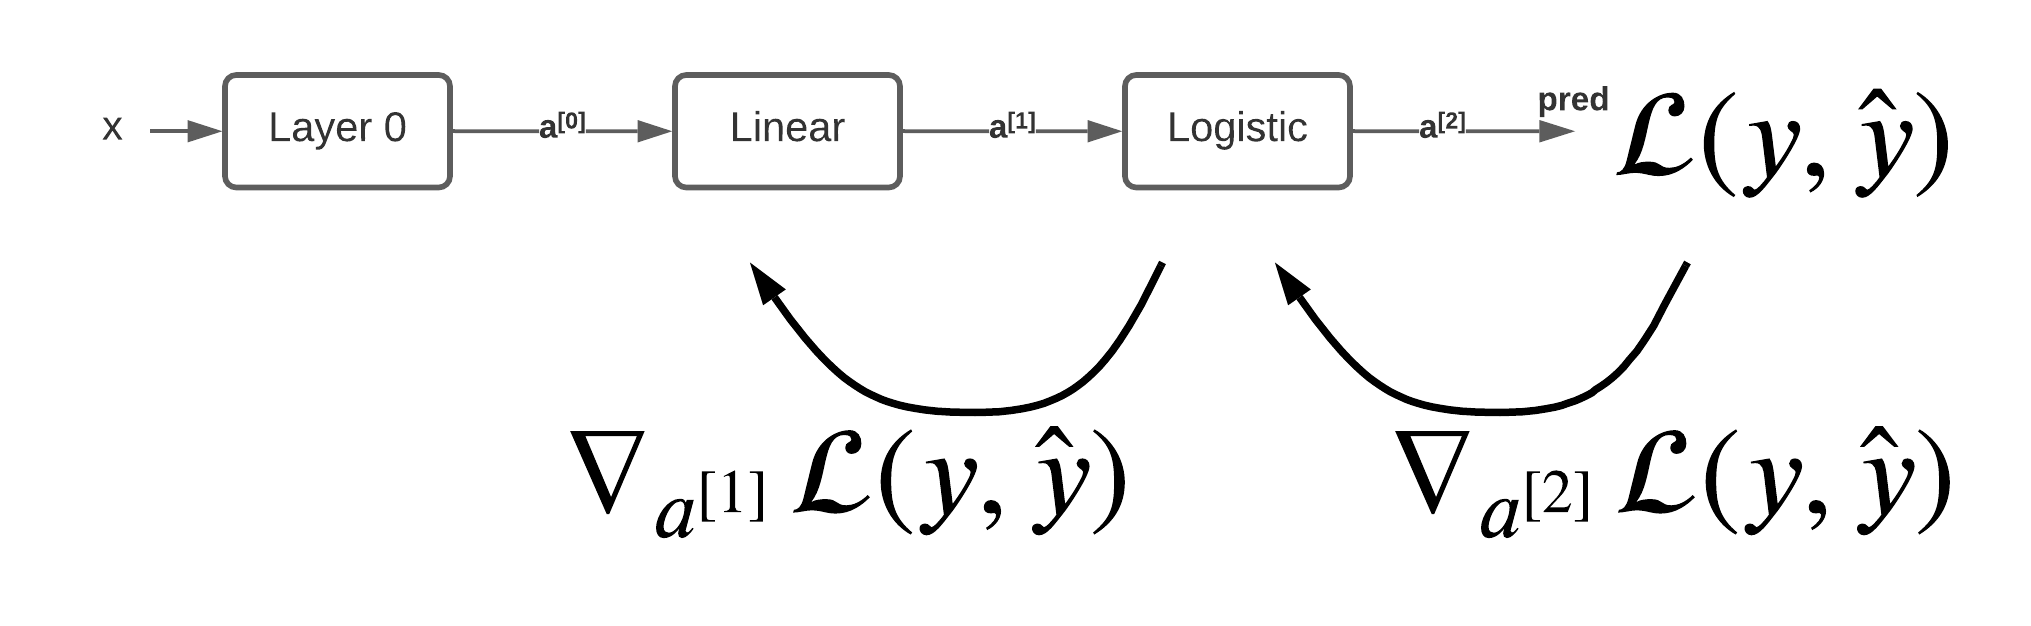 x Layer 0 a[0] Linear a[1] Logistic a[2] pred ℒ(y, ŷ)
∇a[1] ℒ(y, ŷ) ∇a[2] ℒ(y, ŷ)